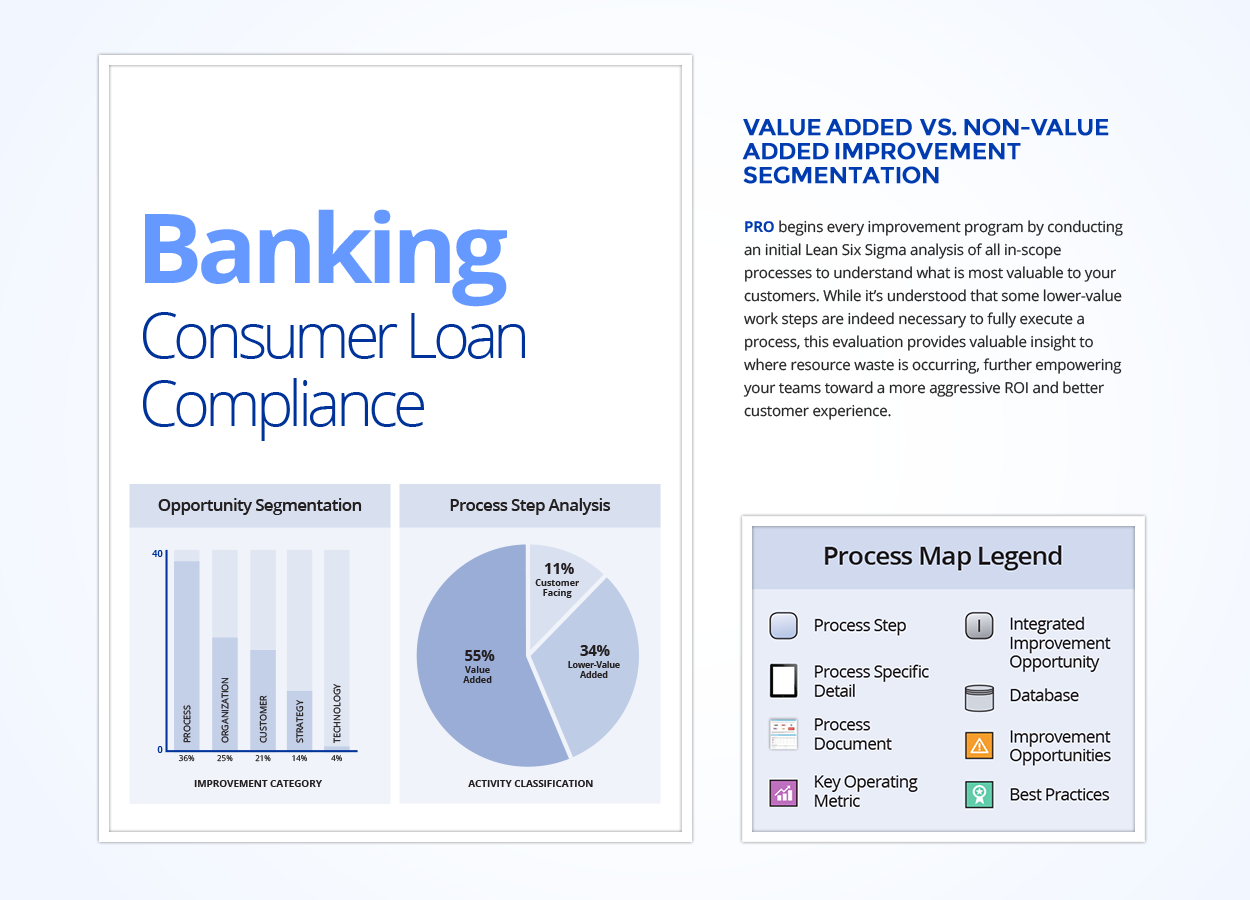 Banking
Consumer Loan
Compliance
Opportunity Segmentation
40
0
PROCESS
ORGANIZATION
CUSTOMER
STRATEGY
TECHNOLOGY
36% 25% 21% 14% 4%
IMPROVEMENT CATEGORY
Process Step Analysis
11%
Customer
Facing
34%
Lower-Value
Added
55%
Value
Added
ACTIVITY CLASSIFICATION
VALUE ADDED VS. NON-VALUE
ADDED IMPROVEMENT
SEGMENTATION
PRO begins every improvement program by conducting
an initial Lean Six Sigma analysis of all in-scope
processes to understand what is most valuable to your
customers. While it’s understood that some lower-value
work steps are indeed necessary to fully execute a
process, this evaluation provides valuable insight to
where resource waste is occurring, further empowering
your teams toward a more aggressive ROI and better
customer experience.
Process Map Legend
Process Step
Process Specific
Detail
Process
Document
Key Operating
Metric
I
Integrated
Improvement
Opportunity
Database
Improvement
Opportunities
Best Practices